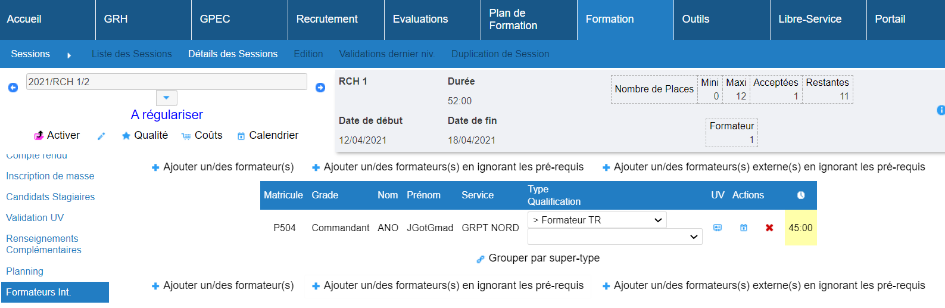 Accueil GRH GPEC Recrutement Evaluations Plan de Formation Formation Outils Libre-Service Portail
Sessions Liste des Sessions Détails des Sessions Edition Validations dernier niv Duplication de Session
2021/RCH 1/2
A régulariser
Activer Qualité Coûts Calendrier
RCH 1 Durée
52:00
Date de début Date de fin
12/04/2021 16/04/2021
Nombre de Places Mini Maxi Acceptées Restantes
0 12 1 11
Formateur
1
Compte rendu
Inscription de masse
Candidats Stagiaires
Validation UV
Renseignements
Complémentaires
Planning
Formateurs Int.
Ajouter un/des formateur(s) Ajouter un/des formateurs(s) en ignorant les pré-requis Ajouter un/des formateurs(s) externe(s) en ignorant les pré-requis
Matricule Grade Nom Prénom Service Type Qualification UV Actions
P504 Commandant ANO JGotGmad GRPT NORD > Formateur TR 45:00
Grouper par super-type
Ajouter un/des formateur(s) Ajouter un/des formateurs(s) en ignorant les pré-requis Ajouter un/des formateurs(s) externe(s) en ignorant les pré-requis